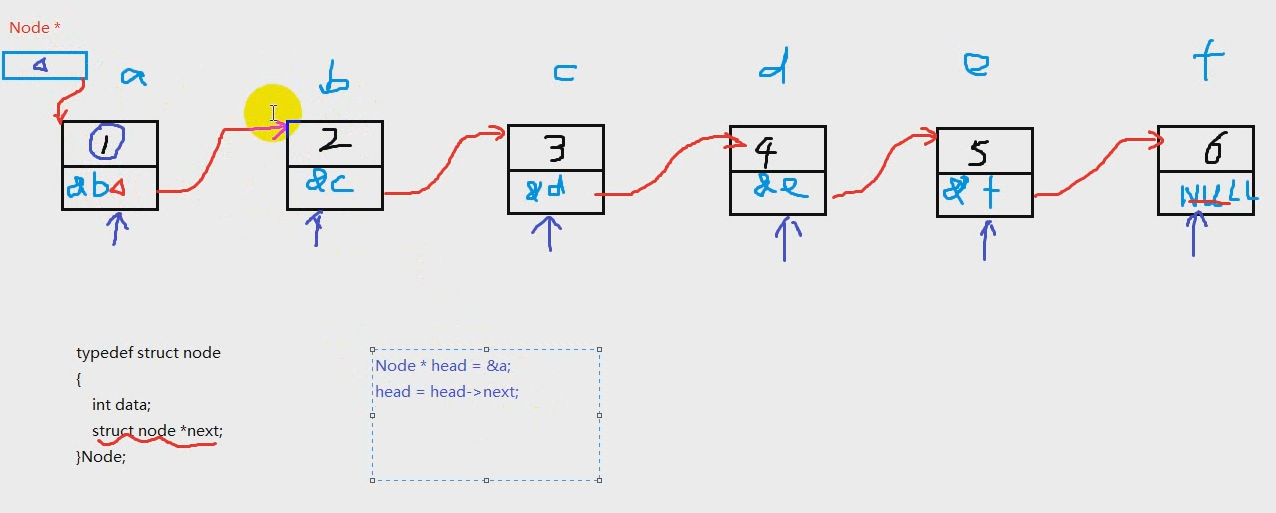 Node *
a b c d e f
1 2 3 4 5 6
&b &c &d &e &f NULL
typedef struct node
{
int data;
struct node *next;
}Node;
Node * head = &a;
head = head->next;